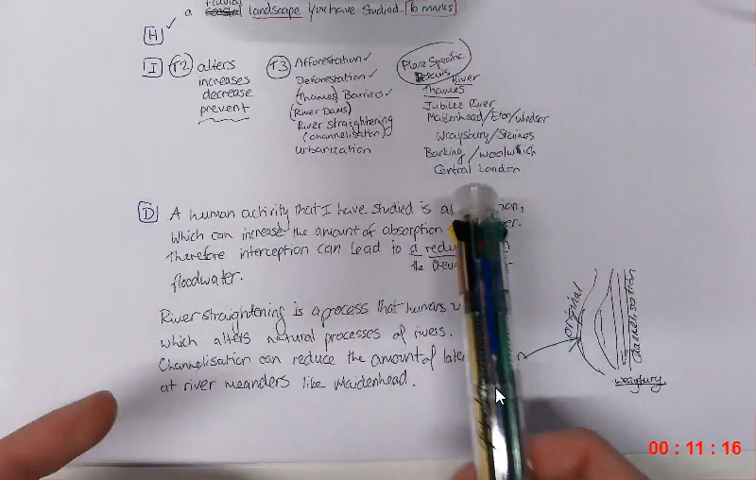 a coastal landscape you have studied. [6 marks]
H ✓
I T2 alters
increases
decrease
prevent
T3 Afforestation ✓
Deforestation ✓
(Thames) Barriers ✓
(River Dams)
River straightening
(channelisation)
urbanization
Place Specific
Details River
Thames
Jubilee River
Maidenhead/Eton/Windsor
Wraysbury/Staines
Barking/Woolwich
Central London
D A human activity that I have studied is
which can increase the amount of absorption
Therefore interception can lead to a
the
floodwater.
River straightening is a process that humans
which alters natural processes of rivers.
Channelisation can reduce the amount of
at river meanders like Maidenhead.
original
Channelisation
Wraysbury
00:11:16